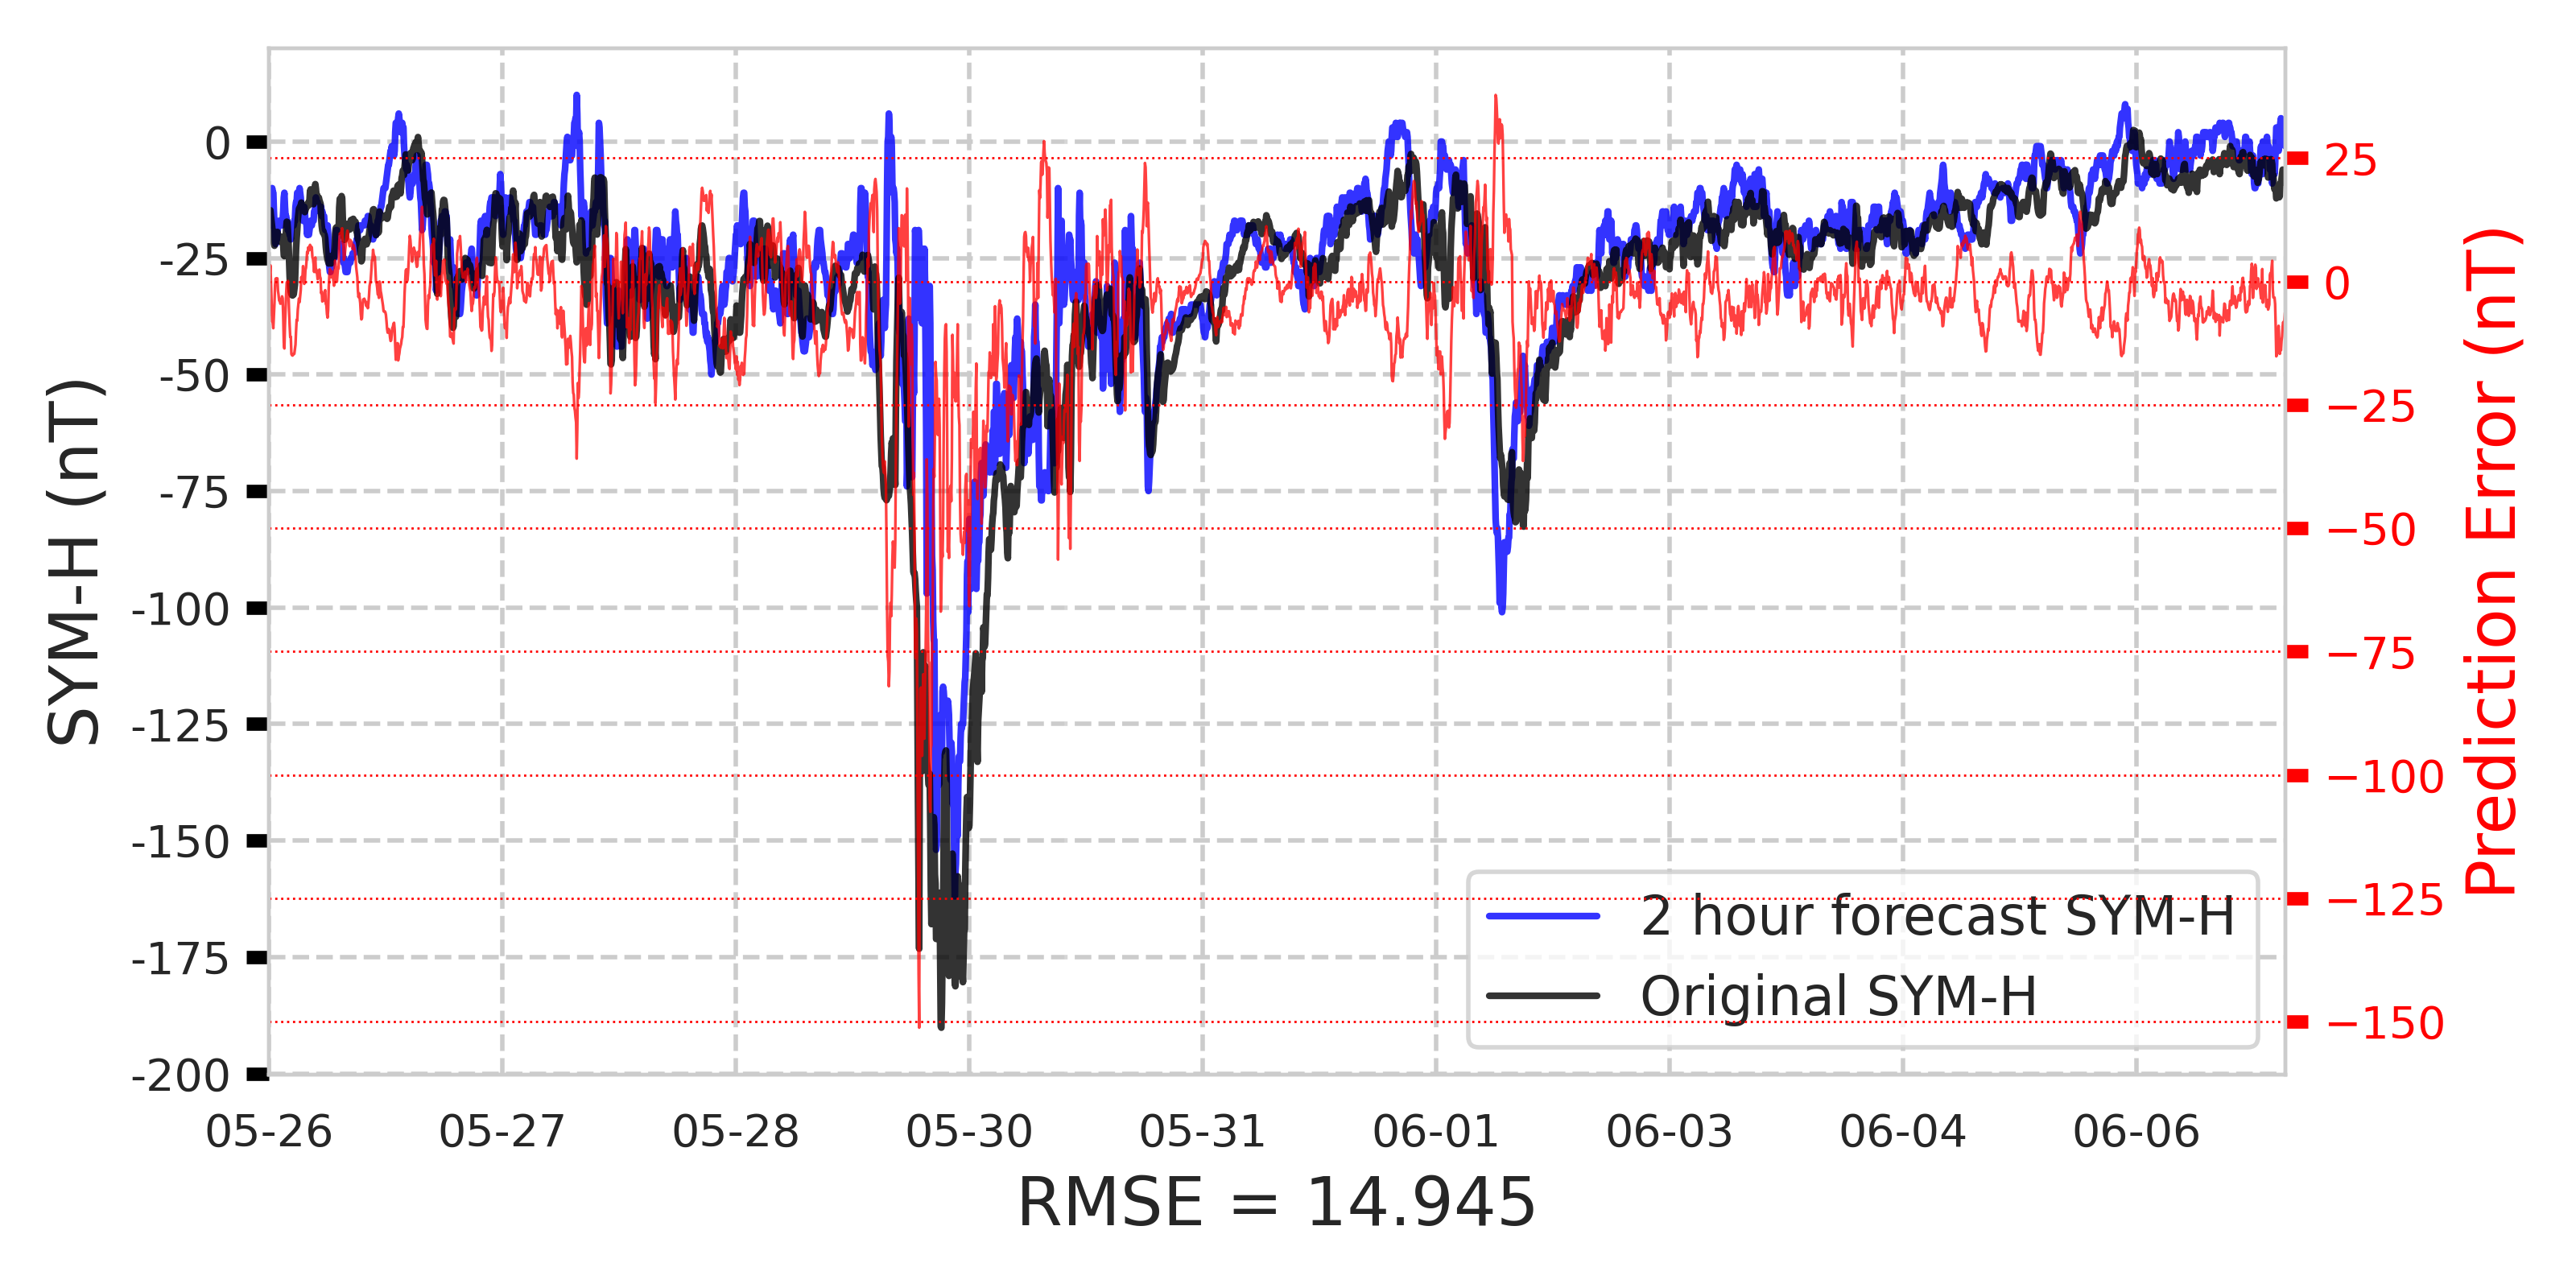 SYM-H (nT)
0
-25
-50
-75
-100
-125
-150
-175
-200
25
0
−25
−50
−75
−100
−125
−150
Prediction Error (nT)
2 hour forecast SYM-H
Original SYM-H
05-26 05-27 05-28 05-30 05-31 06-01 06-03 06-04 06-06
RMSE = 14.945